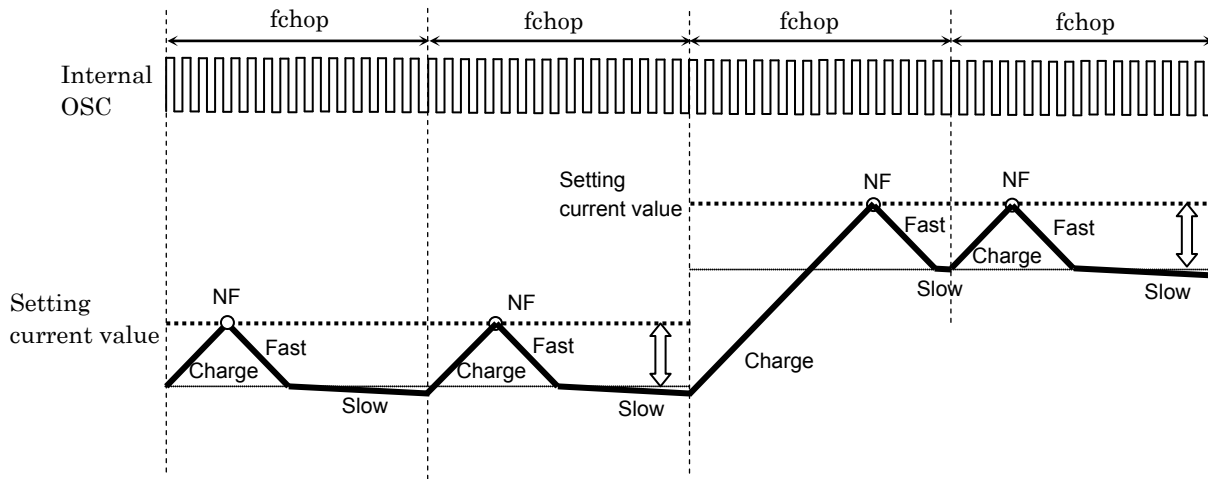 fchop fchop fchop fchop
Internal
OSC
Setting
current value
NF
Fast
Charge
Slow
NF
Fast
Charge
Slow
Setting
current value
NF
Fast
Charge
Slow
NF
Fast
Charge
Slow